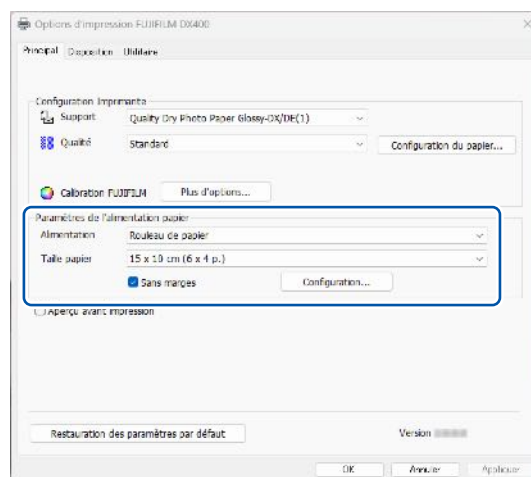 Options d'impression FUJIFILM DX400
Principal Disposition Utilitaire
Configuration Imprimante
Support Quality Dry Photo Paper Glossy-DX/DE(1)
Qualité Standard Configuration du papier...
Calibration FUJIFILM Plus d'options...
Paramètres de l'alimentation papier
Alimentation Rouleau de papier
Taille papier 15 x 10 cm (6 x 4 p.)
Sans marges Configuration...
Aperçu avant impression
Restauration des paramètres par défaut Version
OK Annuler Appliquer